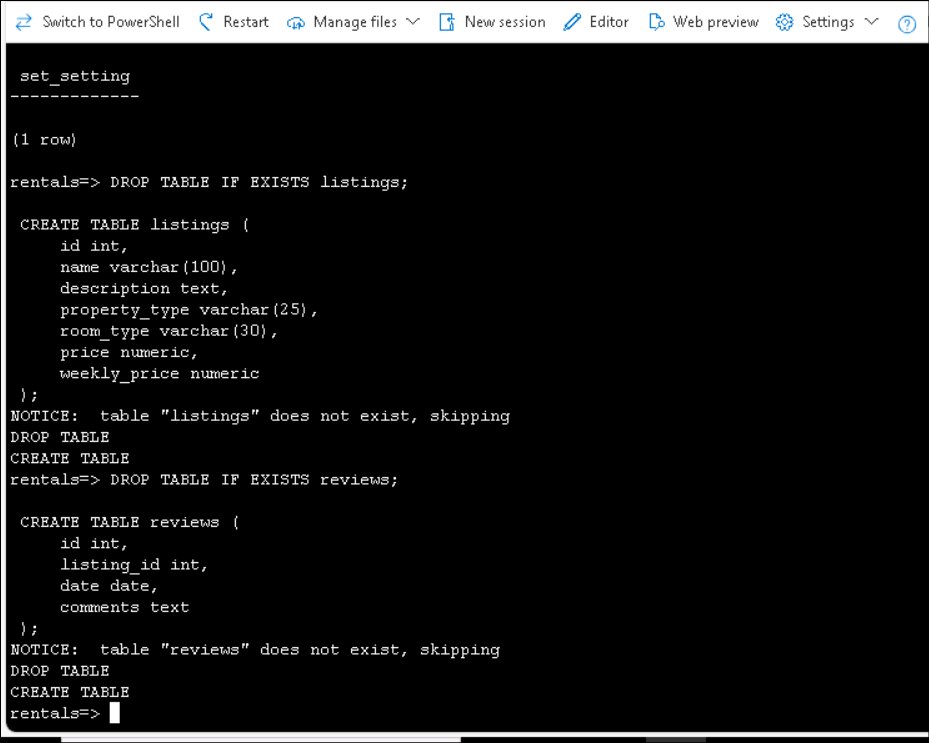 Switch to PowerShell Restart Manage files New session Editor Web preview Settings ?
set_setting
-------------
(1 row)
rentals=> DROP TABLE IF EXISTS listings;
CREATE TABLE listings (
id int,
name varchar(100),
description text,
property_type varchar(25),
room_type varchar(30),
price numeric,
weekly_price numeric
);
NOTICE:  table "listings" does not exist, skipping
DROP TABLE
CREATE TABLE
rentals=> DROP TABLE IF EXISTS reviews;
CREATE TABLE reviews (
id int,
listing_id int,
date date,
comments text
);
NOTICE:  table "reviews" does not exist, skipping
DROP TABLE
CREATE TABLE
rentals=>